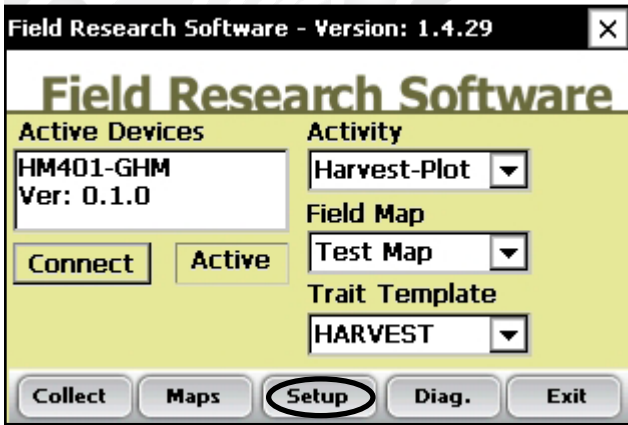 Field Research Software - Version: 1.4.29
Field Research Software
Active Devices
HM401-GHM
Ver: 0.1.0
Connect
Active
Activity
Harvest-Plot
Field Map
Test Map
Trait Template
HARVEST
Collect
Maps
Setup
Diag.
Exit